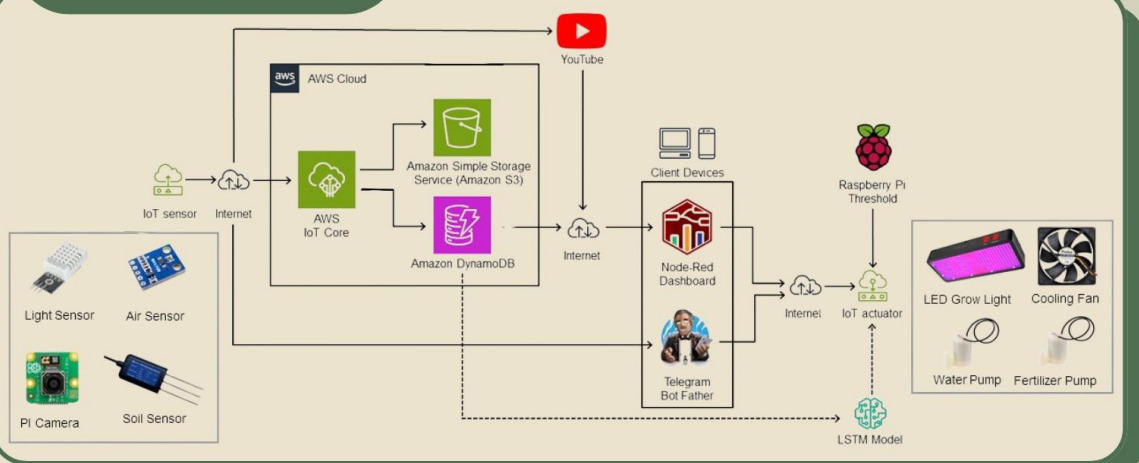 YouTube
aws
AWS Cloud
Amazon Simple Storage
Service (Amazon S3)
Client Devices
Raspberry Pi
Threshold
IoT sensor
Internet
AWS
IoT Core
Amazon DynamoDB
Internet
Node-Red
Dashboard
Internet
IoT actuator
LED Grow Light
Cooling Fan
Light Sensor
Air Sensor
Telegram
Bot Father
Water Pump
Fertilizer Pump
PI Camera
Soil Sensor
LSTM Model